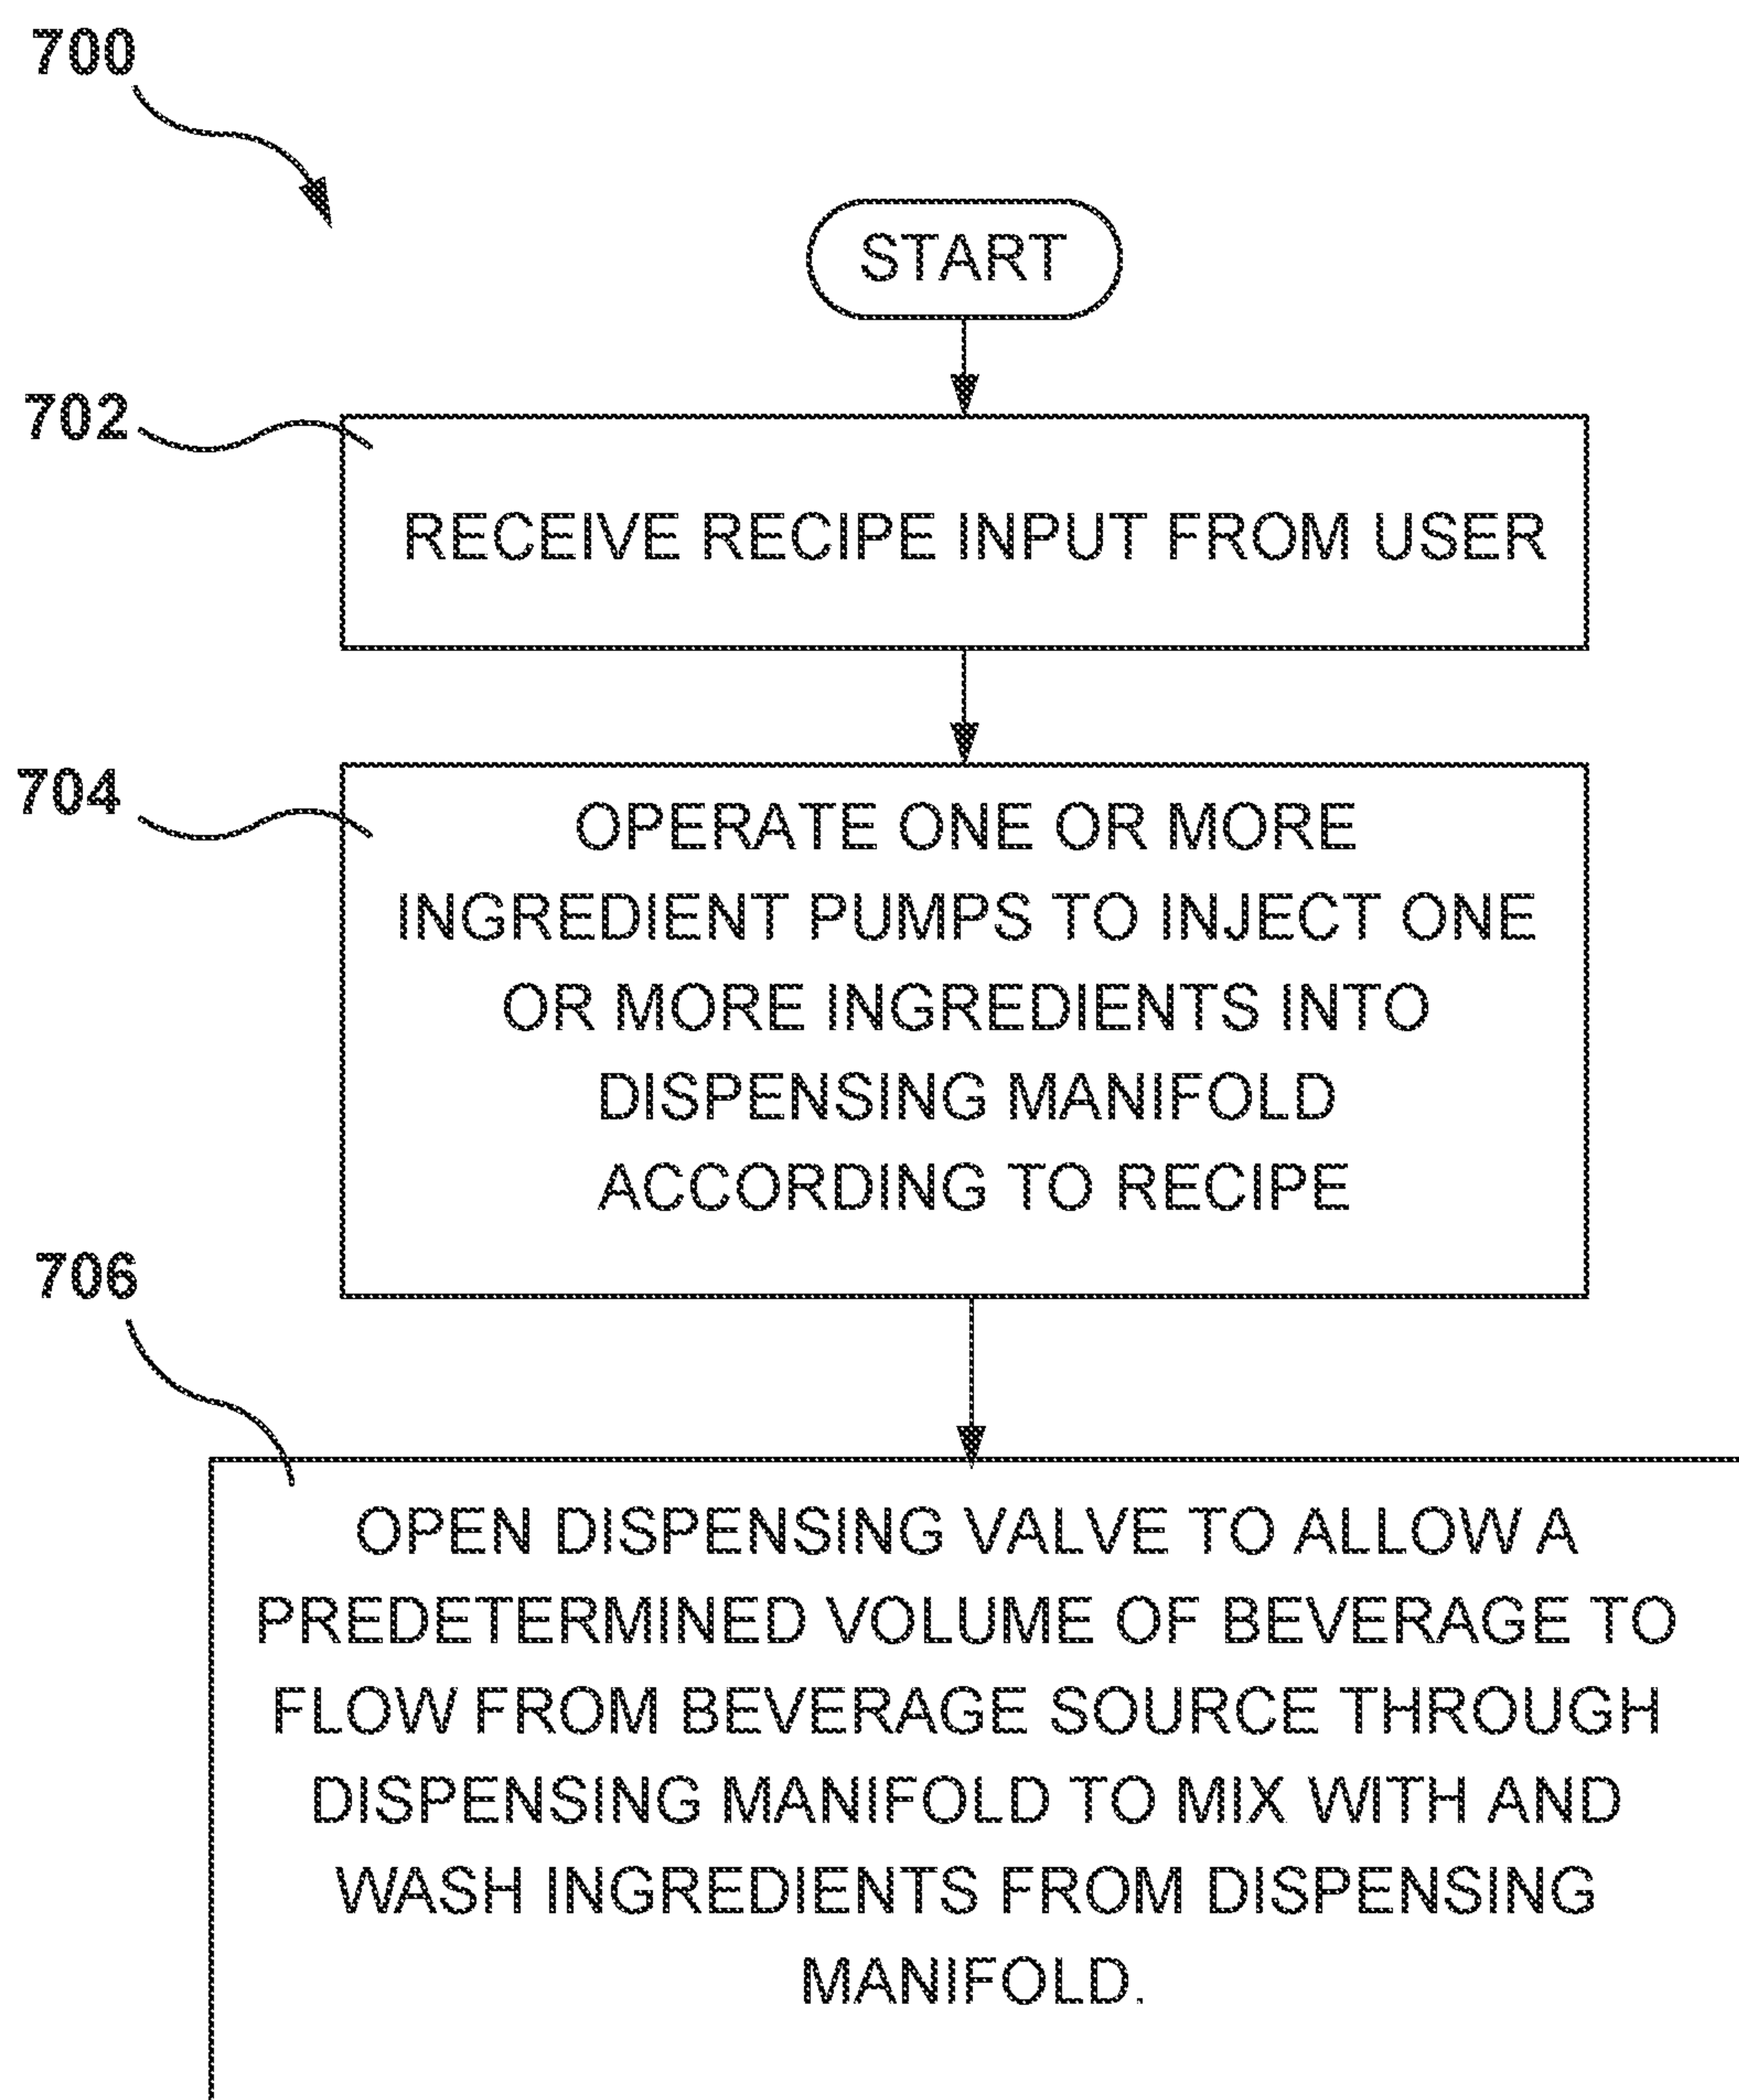 700
START
702
RECEIVE RECIPE INPUT FROM USER
704
OPERATE ONE OR MORE
INGREDIENT PUMPS TO INJECT ONE
OR MORE INGREDIENTS INTO
DISPENSING MANIFOLD
ACCORDING TO RECIPE
706
OPEN DISPENSING VALVE TO ALLOW A
PREDETERMINED VOLUME OF BEVERAGE TO
FLOW FROM BEVERAGE SOURCE THROUGH
DISPENSING MANIFOLD TO MIX WITH AND
WASH INGREDIENTS FROM DISPENSING
MANIFOLD.